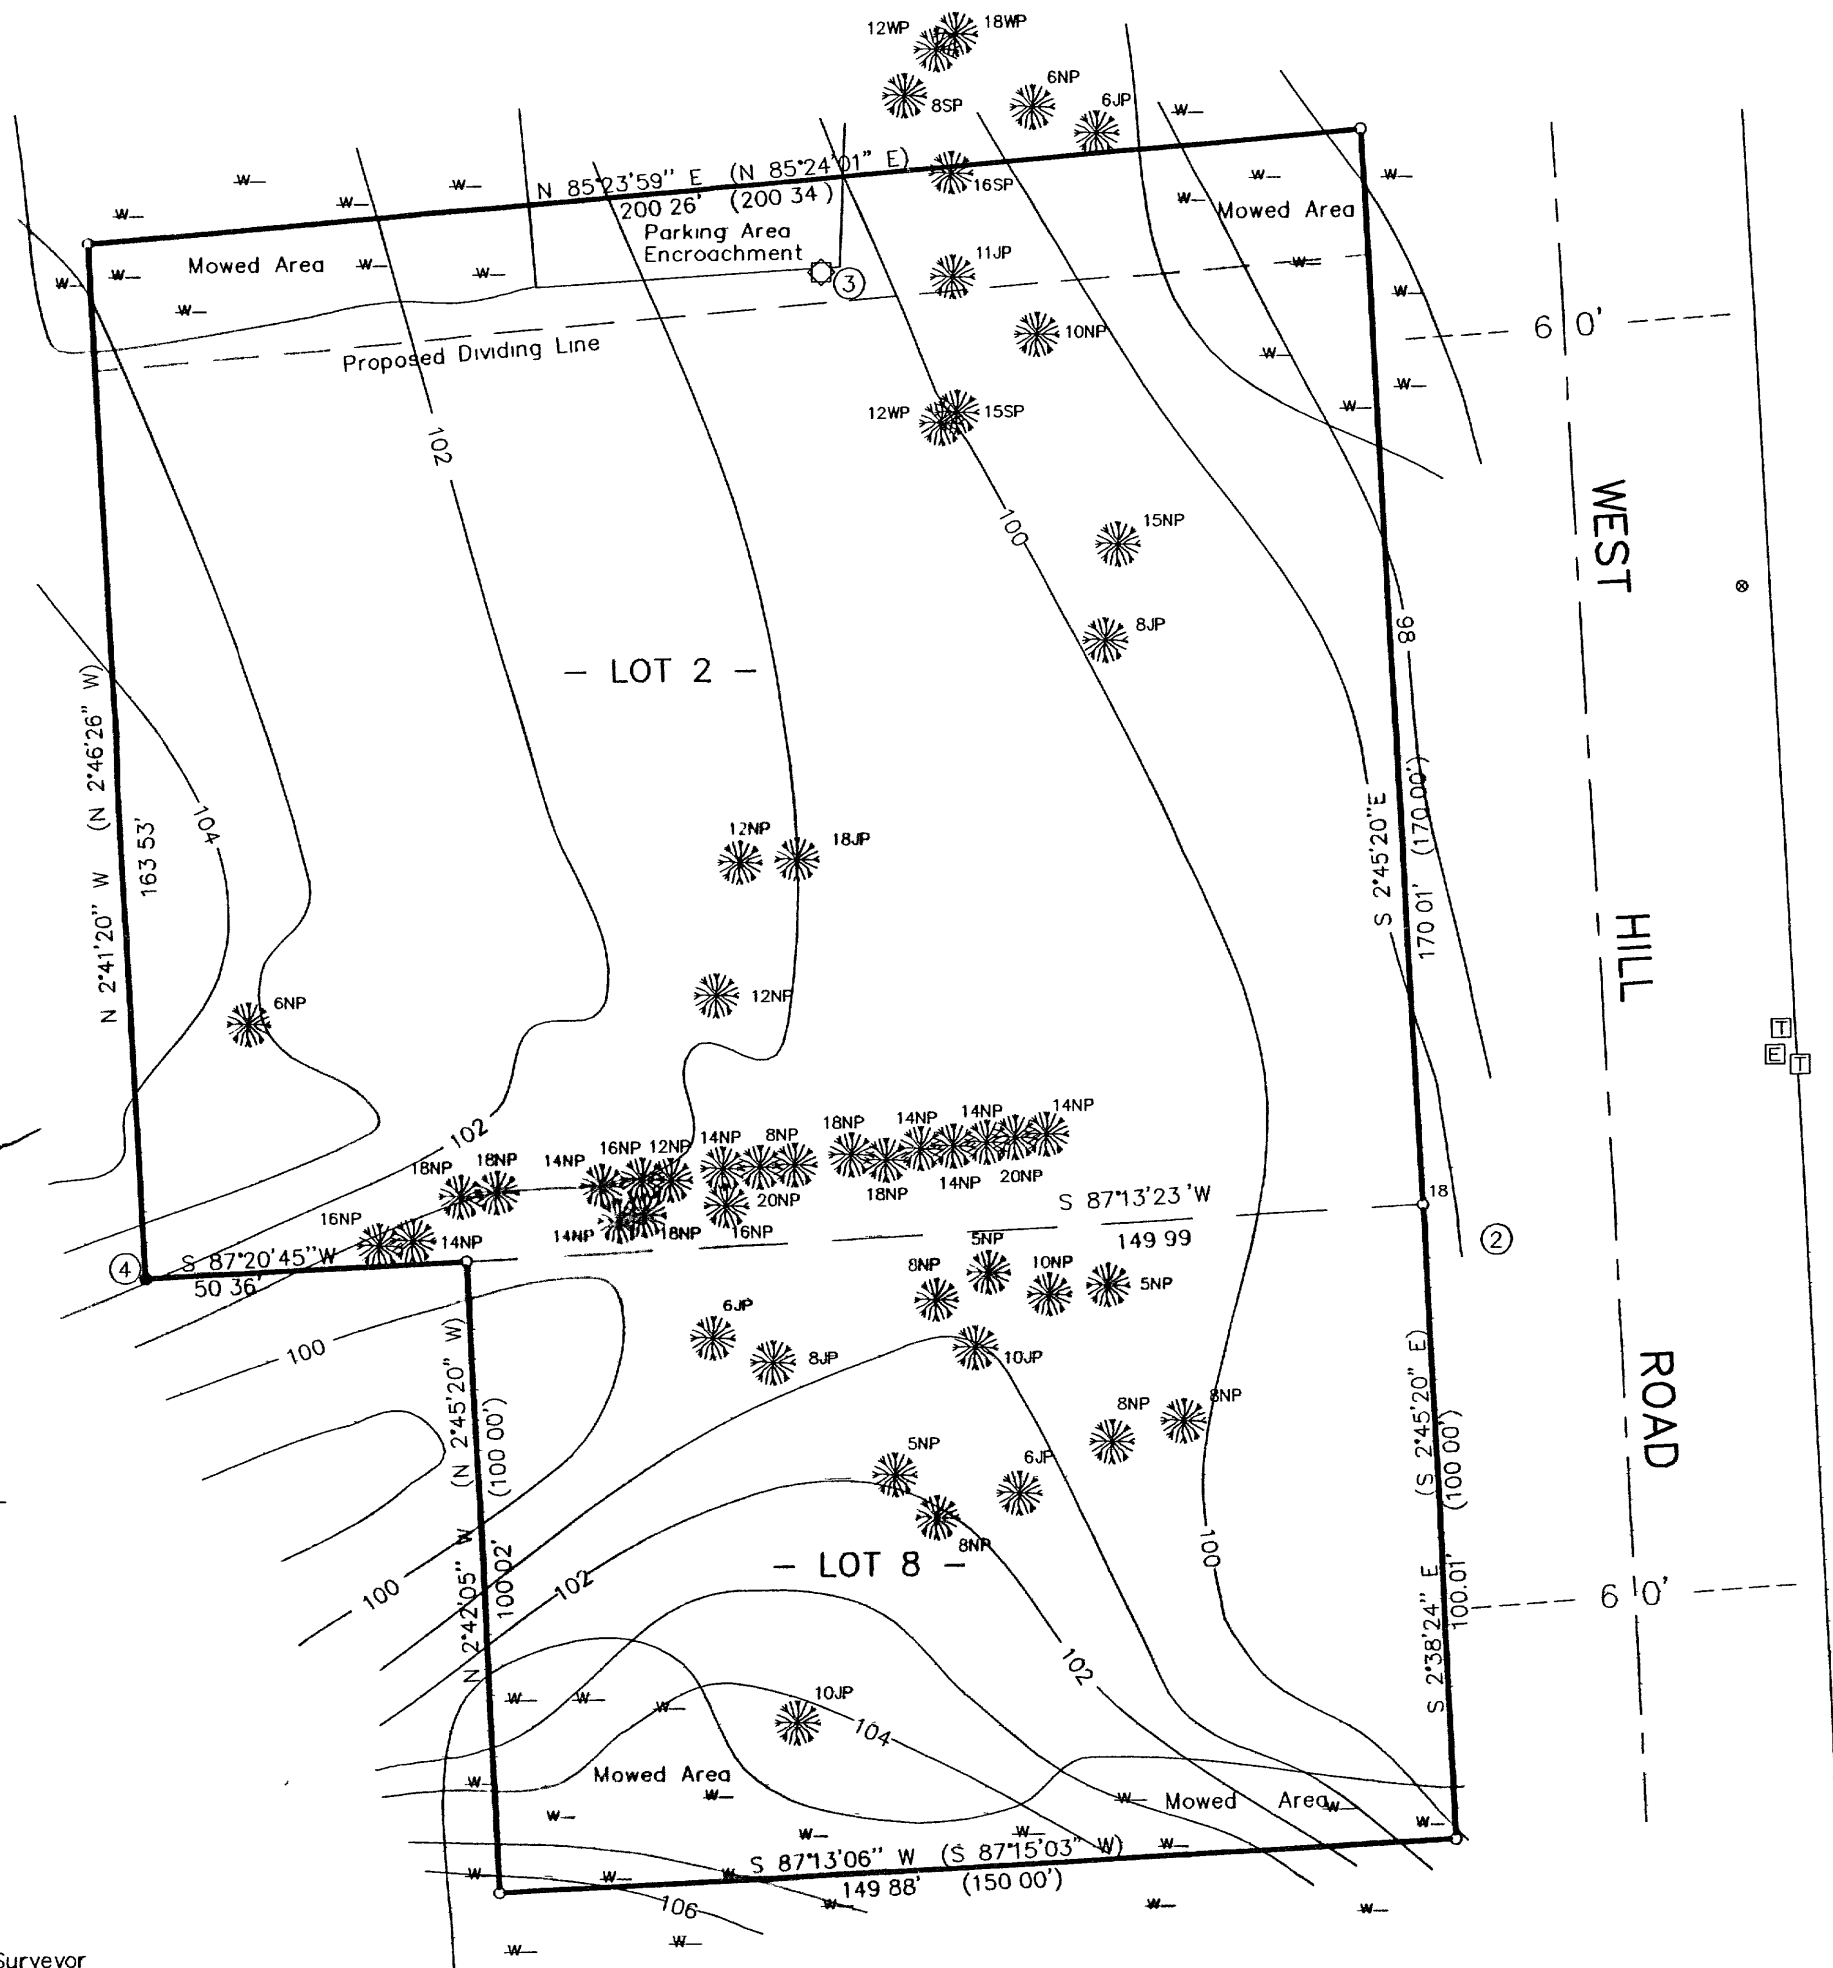 12WP 18WP
6NP
8SP 6JP
N 85°23'59" E (N 85°24'01" E)
200 26' (200 34')
16SP
Mowed Area
Parking Area
Encroachment
Mowed Area
11JP
3
Proposed Dividing Line
10NP
6 0'
12WP 15SP
102
100
15NP
WEST
8JP
98
- LOT 2 -
N 2°41'20" W (N 2°46'26" W)
163 53'
104
S 2°45'20"E
170 01' (170.00')
12NP 18JP
HILL
12NP
6NP
T
E T
102
18NP 18NP 14NP 16NP 12NP 14NP 8NP 18NP 14NP 14NP 14NP
20NP 18NP 14NP 20NP
16NP 14NP 14NP 18NP 16NP
S 87°13'23 'W
149 99
18
2
4
S 87°20'45"W
50 36'
8NP 5NP 10NP 5NP
6JP
8JP 10JP
100
N 2°42'05" W (N 2°45'20" W)
100 02' (100 00')
8NP 8NP
5NP 6JP
8NP
ROAD
S 2°38'24" E (S 2°45'20" E)
100.01' (100 00')
100
- LOT 8 -
100
102
6 0'
102
10JP
104
Mowed Area
Mowed Area
S 87°13'06" W (S 87°15'03" W)
149 88' (150 00')
106
Surveyor